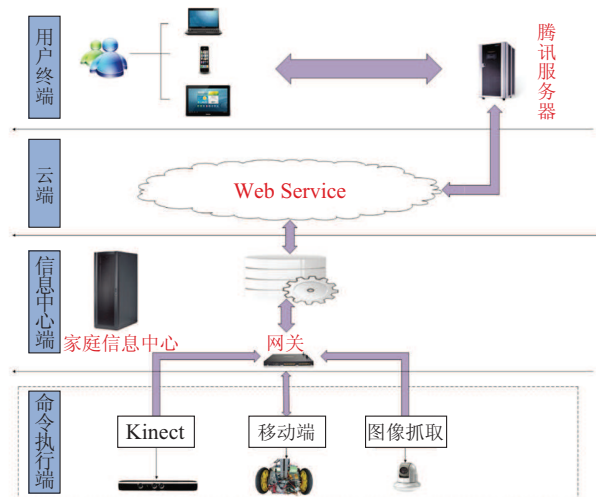 用户终端
腾讯服务器
云端
Web Service
信息中心端
家庭信息中心
网关
命令执行端
Kinect
移动端
图像抓取